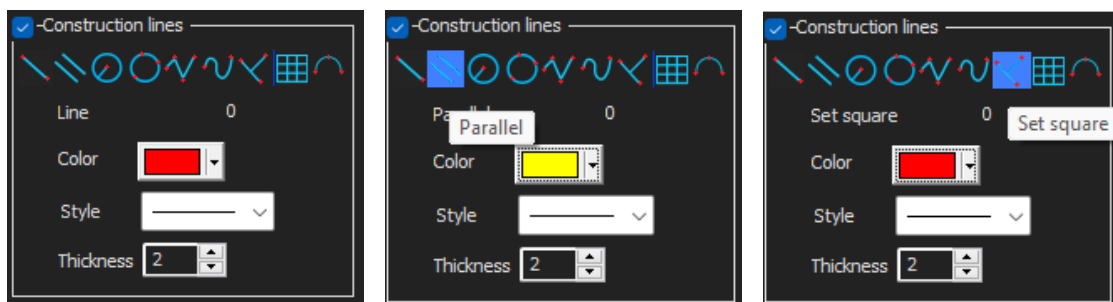 -Construction lines
Line 0
Color
Style
Thickness 2
-Construction lines
0
Parallel
Color
Style
Thickness 2
-Construction lines
Set square 0
Set square
Color
Style
Thickness 2